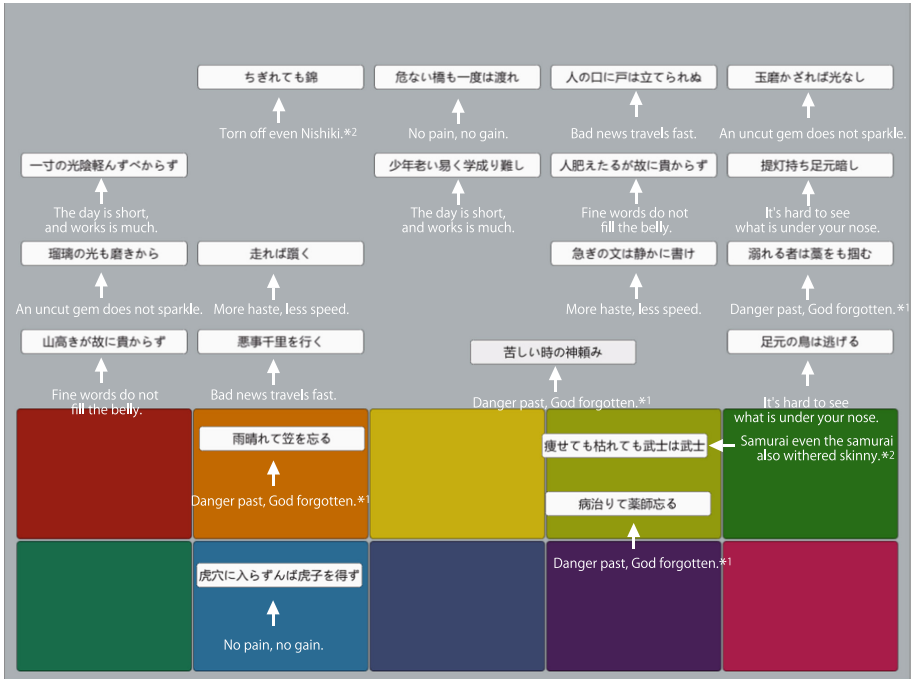 ちぎれても錦
危ない橋も一度は渡れ
人の口に戸は立てられぬ
玉磨かざれば光なし
Torn off even Nishiki.*2
No pain, no gain.
Bad news travels fast.
An uncut gem does not sparkle.
一寸の光陰軽んずべからず
少年老い易く学成り難し
人肥えたるが故に貴からず
提灯持ち足元暗し
The day is short,
and works is much.
The day is short,
and works is much.
Fine words do not
fill the belly.
It's hard to see
what is under your nose.
瑠璃の光も磨きから
走れば躓く
急ぎの文は静かに書け
溺れる者は藁をも掴む
An uncut gem does not sparkle.
More haste, less speed.
More haste, less speed.
Danger past, God forgotten.*1
山高きが故に貴からず
悪事千里を行く
苦しい時の神頼み
足元の鳥は逃げる
Fine words do not
fill the belly.
Bad news travels fast.
Danger past, God forgotten.*1
It's hard to see
what is under your nose.
雨晴れて笠を忘る
痩せても枯れても武士は武士
Samurai even the samurai
also withered skinny.*2
Danger past, God forgotten.*1
病治りて薬師忘る
Danger past, God forgotten.*1
虎穴に入らずんば虎子を得ず
No pain, no gain.